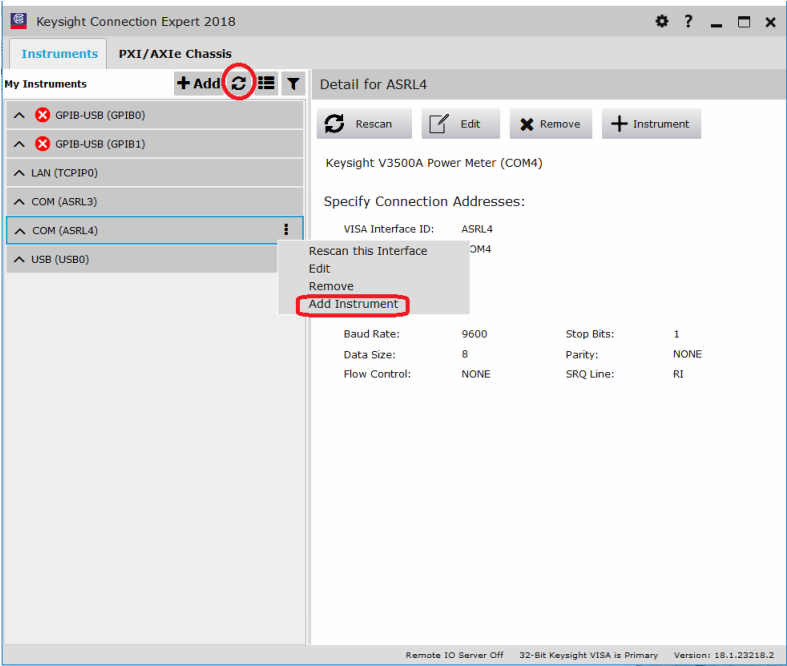 Keysight Connection Expert 2018
Instruments PXI/AXIe Chassis
My Instruments Add
Detail for ASRL4
GPIB-USB (GPIB0)
GPIB-USB (GPIB1)
LAN (TCPIP0)
COM (ASRL3)
COM (ASRL4)
USB (USB0)
Rescan Edit Remove Instrument
Keysight V3500A Power Meter (COM4)
Specify Connection Addresses:
VISA Interface ID: ASRL4
OM4
Rescan this Interface
Edit
Remove
Add Instrument
Baud Rate: 9600 Stop Bits: 1
Data Size: 8 Parity: NONE
Flow Control: NONE SRQ Line: RI
Remote IO Server Off 32-Bit Keysight VISA is Primary Version: 18.1.23218.2